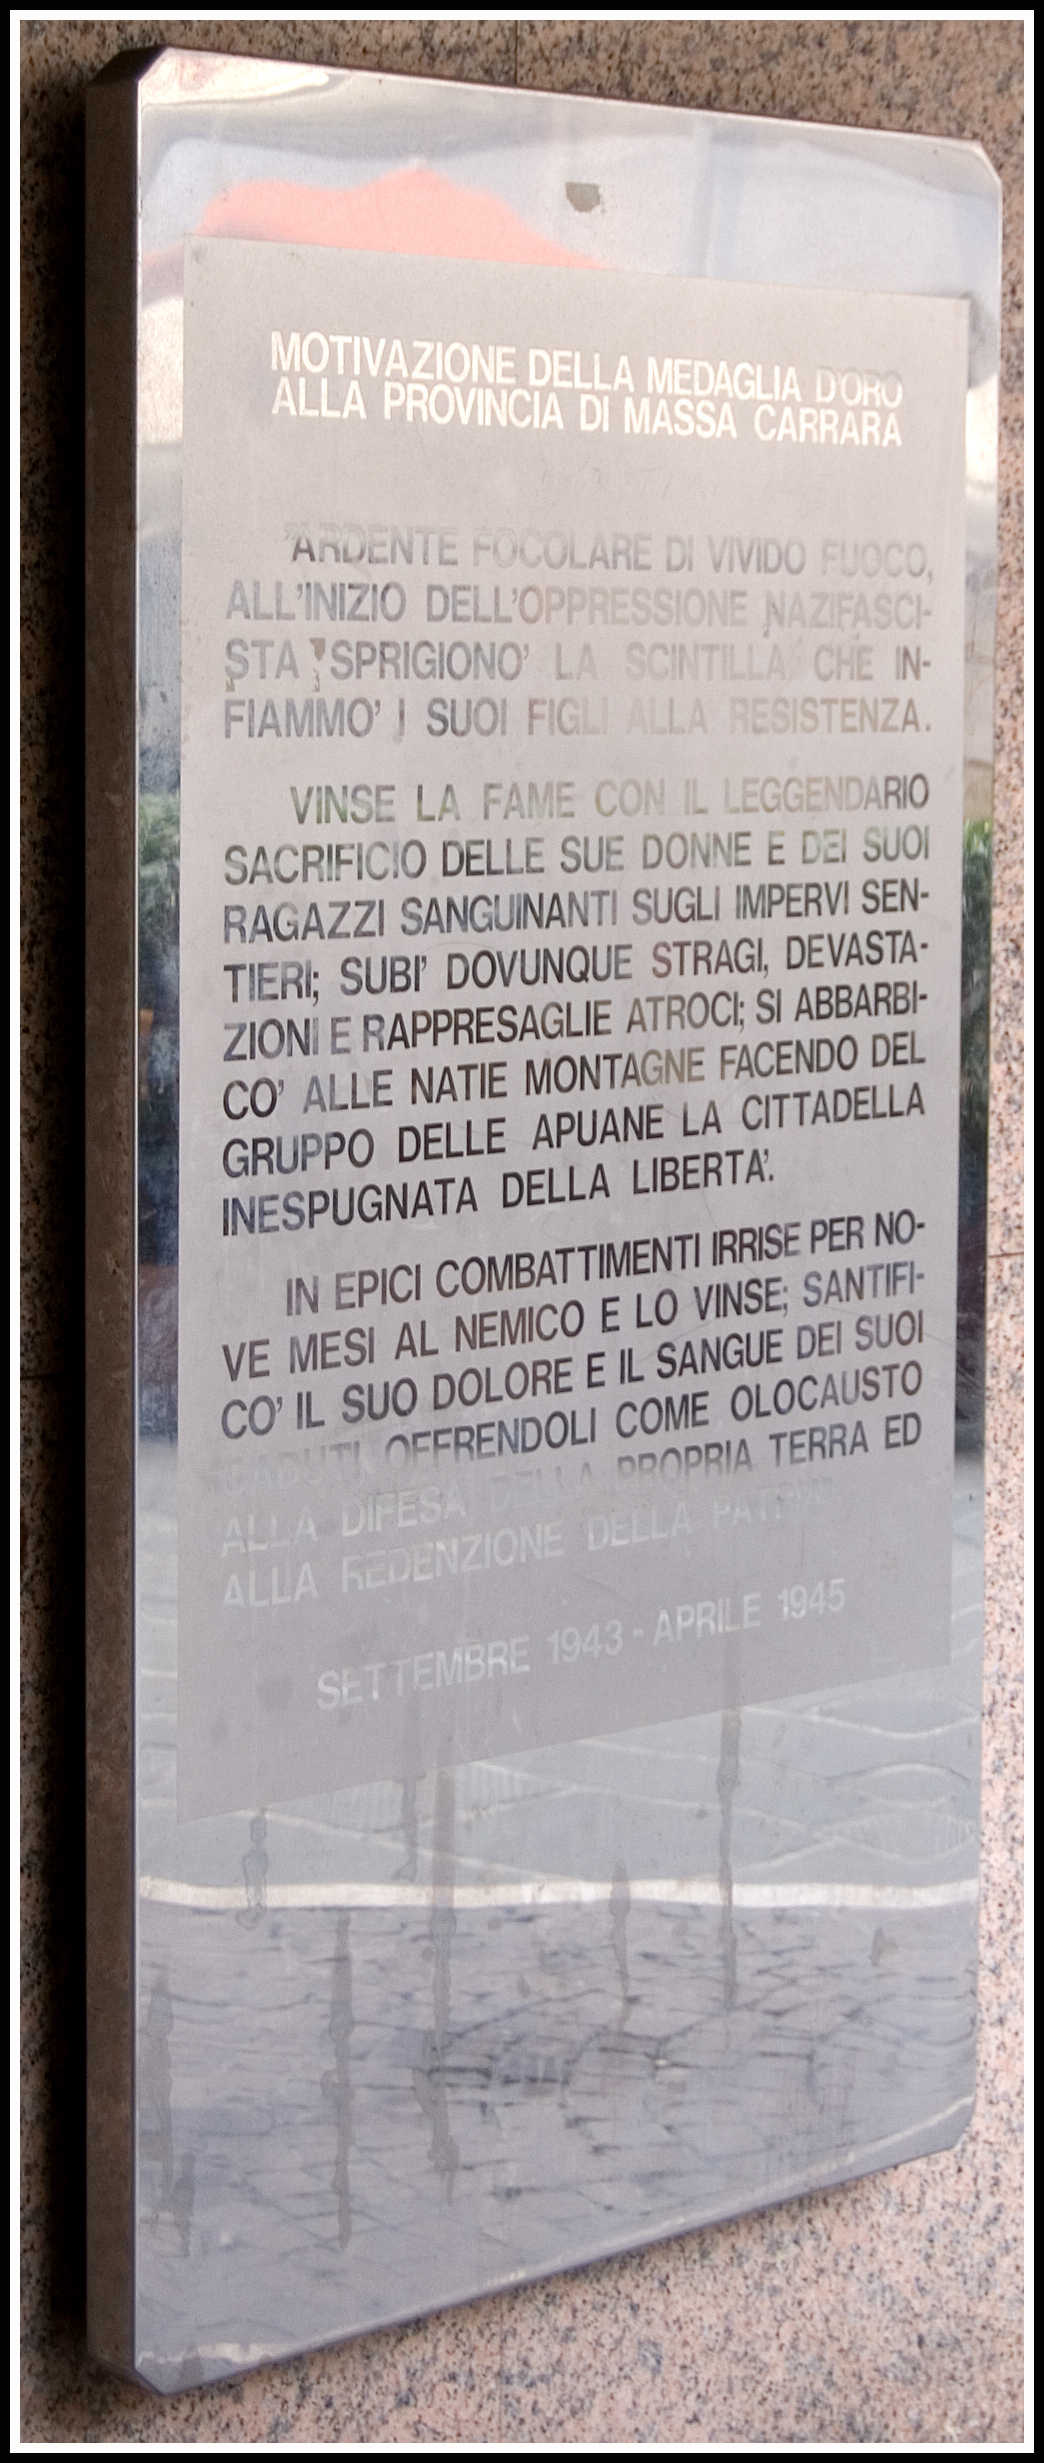 MOTIVAZIONE DELLA MEDAGLIA D'ORO
ALLA PROVINCIA DI MASSA CARRARA
"ARDENTE FOCOLARE DI VIVIDO FUOCO,
ALL'INIZIO DELL'OPPRESSIONE NAZIFASCI-
STA SPRIGIONO' LA SCINTILLA CHE IN-
FIAMMO' I SUOI FIGLI ALLA RESISTENZA.
VINSE LA FAME CON IL LEGGENDARIO
SACRIFICIO DELLE SUE DONNE E DEI SUOI
RAGAZZI SANGUINANTI SUGLI IMPERVI SEN-
TIERI; SUBI' DOVUNQUE STRAGI, DEVASTA-
ZIONI E RAPPRESAGLIE ATROCI; SI ABBARBI-
CO' ALLE NATIE MONTAGNE FACENDO DEL
GRUPPO DELLE APUANE LA CITTADELLA
INESPUGNATA DELLA LIBERTA'.
IN EPICI COMBATTIMENTI IRRISE PER NO-
VE MESI AL NEMICO E LO VINSE; SANTIFI-
CO' IL SUO DOLORE E IL SANGUE DEI SUOI
CADUTI, OFFRENDOLI COME OLOCAUSTO
ALLA DIFESA DELLA PROPRIA TERRA ED
ALLA REDENZIONE DELLA PATRIA"
SETTEMBRE 1943 - APRILE 1945